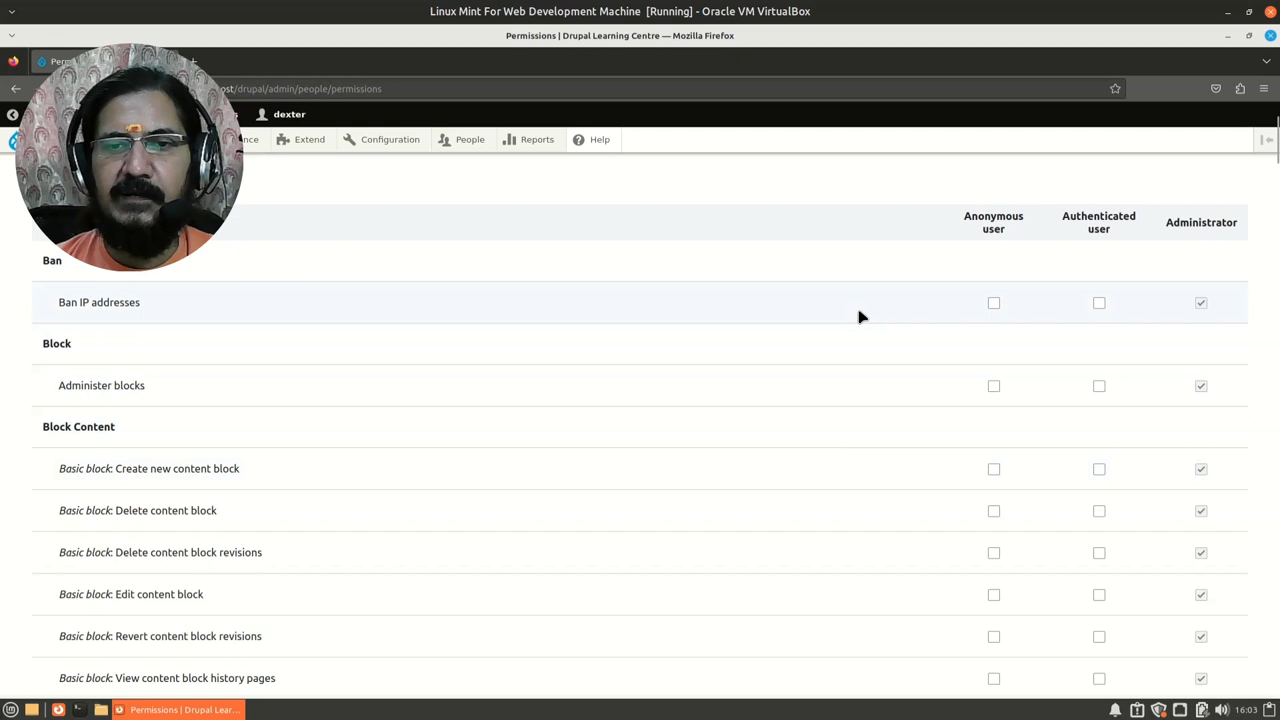 Linux Mint For Web Development Machine [Running] - Oracle VM VirtualBox
Permissions | Drupal Learning Centre — Mozilla Firefox
Perm
ost/drupal/admin/people/permissions
s dexter
ance Extend Configuration People Reports Help
Anonymous user Authenticated user Administrator
Ban
Ban IP addresses
Block
Administer blocks
Block Content
Basic block: Create new content block
Basic block: Delete content block
Basic block: Delete content block revisions
Basic block: Edit content block
Basic block: Revert content block revisions
Basic block: View content block history pages
Permissions | Drupal Lear...
16:03